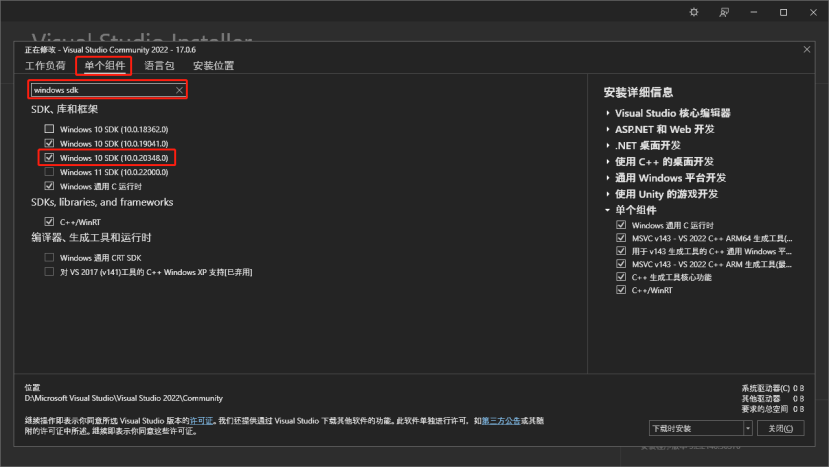 Visual Studio Installer
正在修改 - Visual Studio Community 2022 - 17.0.6
工作负荷 单个组件 语言包 安装位置
windows sdk
SDK、库和框架
Windows 10 SDK (10.0.18362.0)
Windows 10 SDK (10.0.19041.0)
Windows 10 SDK (10.0.20348.0)
Windows 11 SDK (10.0.22000.0)
Windows 通用 C 运行时
SDKs, libraries, and frameworks
C++/WinRT
编译器、生成工具和运行时
Windows 通用 CRT SDK
对 VS 2017 (v141)工具的 C++ Windows XP 支持[已弃用]
安装详细信息
Visual Studio 核心编辑器
ASP.NET 和 Web 开发
.NET 桌面开发
使用 C++ 的桌面开发
通用 Windows 平台开发
使用 Unity 的游戏开发
单个组件
Windows 通用 C 运行时
MSVC v143 - VS 2022 C++ ARM64 生成工具(...
用于 v143 生成工具的 C++ 通用 Windows 平...
MSVC v143 - VS 2022 C++ ARM 生成工具(最...
C++ 生成工具核心功能
C++/WinRT
位置
D:\Microsoft Visual Studio\Visual Studio 2022\Community
继续操作即表示你同意所选 Visual Studio 版本的许可证。我们还提供通过 Visual Studio 下载其他软件的功能。此软件单独进行许可，如第三方公告或其随
附的许可证中所述。继续即表示你同意这些许可证。
系统驱动器(C) 0 B
其他驱动器 0 B
要求的总空间 0 B
下载时安装
关闭(C)